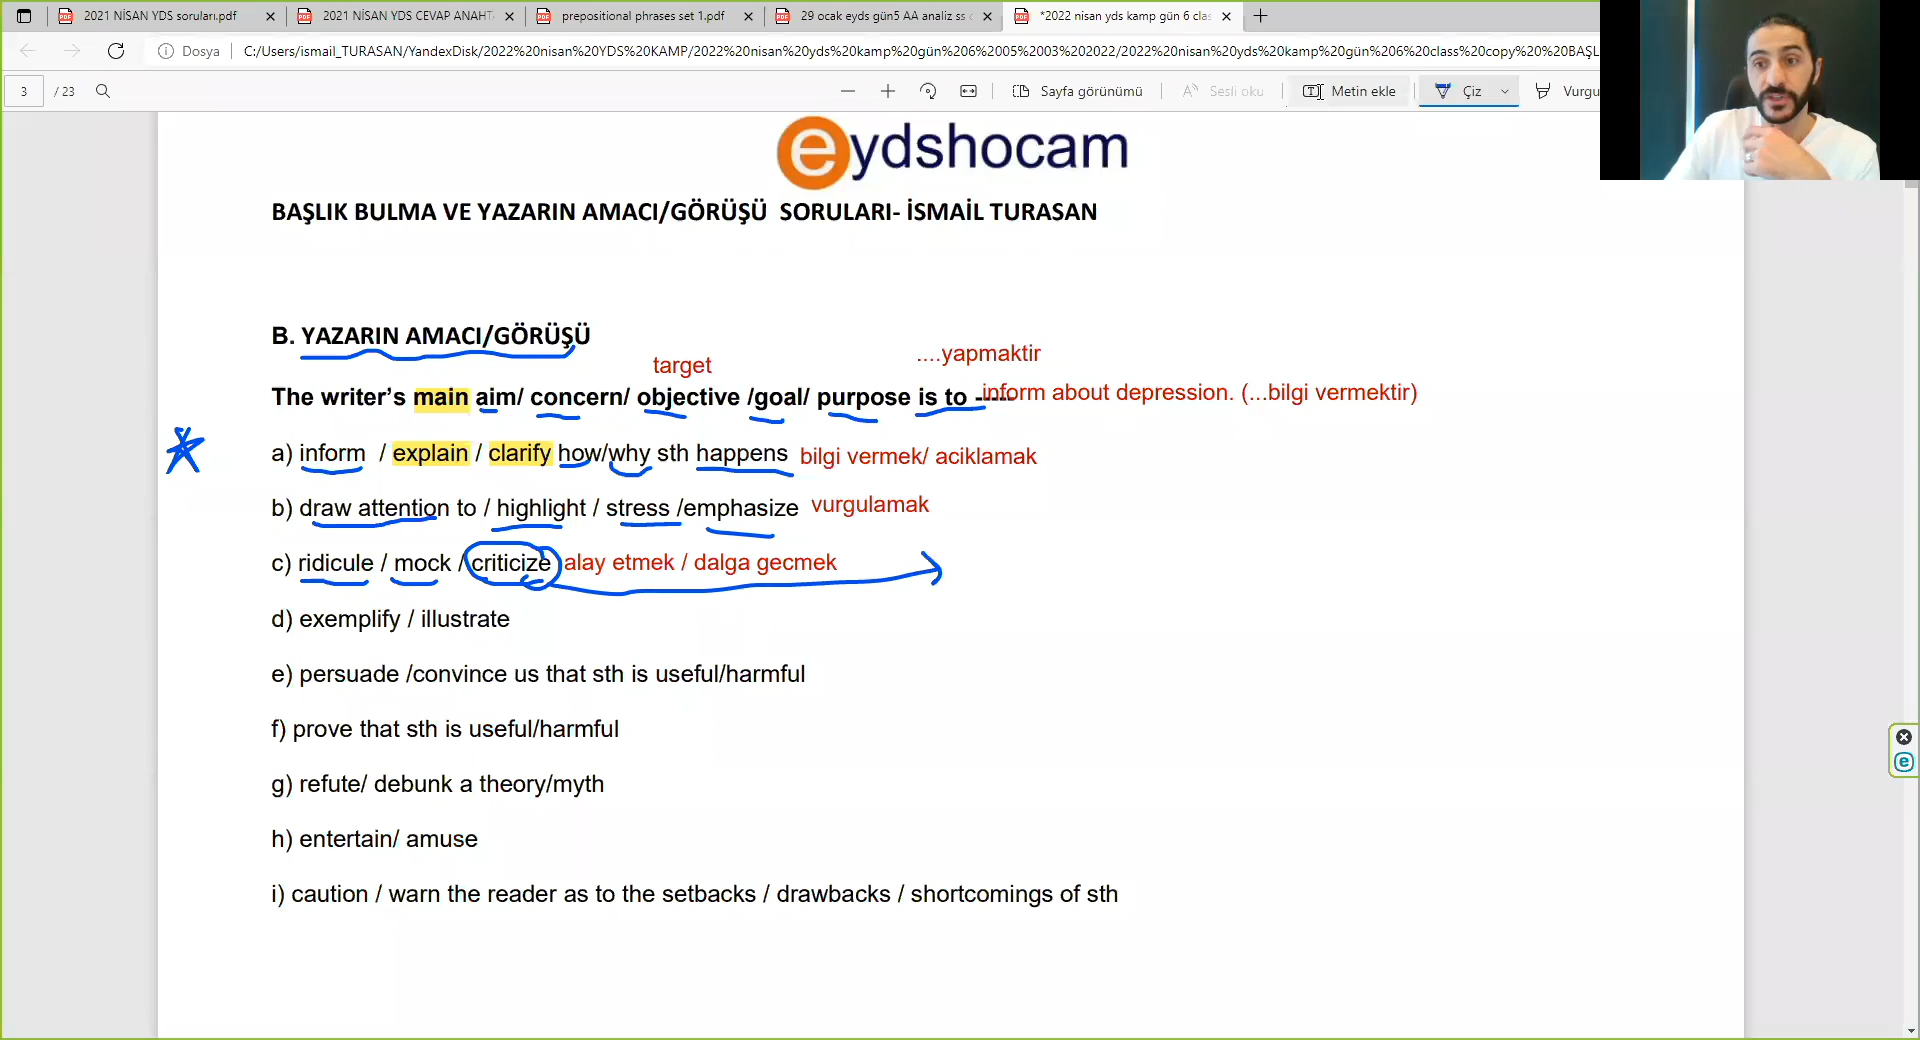 2021 NİSAN YDS soruları.pdf
2021 NİSAN YDS CEVAP ANAHT
prepositional phrases set 1.pdf
29 ocak eyds gün5 AA analiz ss
*2022 nisan yds kamp gün 6 clas
Dosya
C:/Users/ismail_TURASAN/YandexDisk/2022%20nisan%20YDS%20KAMP/2022%20nisan%20yds%20kamp%20gün%206%2005%2003%202022/2022%20nisan%20yds%20kamp%20gün%206%20class%20copy%20%20BAŞL
3 / 23
Sayfa görünümü
Sesli oku
Metin ekle
Çiz
Vurgu
eydshocam
BAŞLIK BULMA VE YAZARIN AMACI/GÖRÜŞÜ SORULARI- İSMAİL TURASAN
B. YAZARIN AMACI/GÖRÜŞÜ
target
....yapmaktir
The writer's main aim/ concern/ objective /goal/ purpose is to ----- inform about depression. (...bilgi vermektir)
a) inform / explain / clarify how/why sth happens bilgi vermek/ aciklamak
b) draw attention to / highlight / stress /emphasize vurgulamak
c) ridicule / mock / criticize alay etmek / dalga gecmek
d) exemplify / illustrate
e) persuade /convince us that sth is useful/harmful
f) prove that sth is useful/harmful
g) refute/ debunk a theory/myth
h) entertain/ amuse
i) caution / warn the reader as to the setbacks / drawbacks / shortcomings of sth